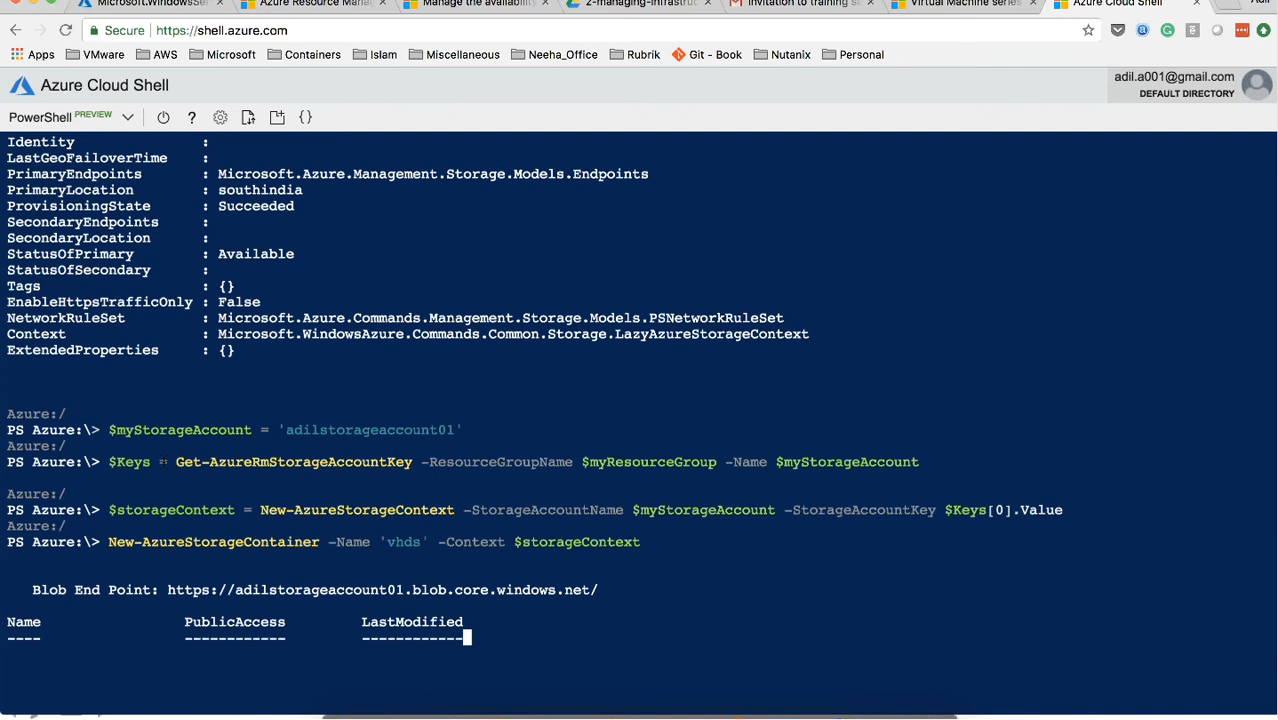 Microsoft.WindowsSer
Azure Resource Manag
Manage the availability
z-managing-infrastruc
Invitation to training se
Virtual Machine series
Azure Cloud Shell
Adil
Secure
https://shell.azure.com
Apps
VMware
AWS
Microsoft
Containers
Islam
Miscellaneous
Neeha_Office
Rubrik
Git - Book
Nutanix
Personal
Azure Cloud Shell
adil.a001@gmail.com
DEFAULT DIRECTORY
PowerShell PREVIEW
Identity :
LastGeoFailoverTime :
PrimaryEndpoints : Microsoft.Azure.Management.Storage.Models.Endpoints
PrimaryLocation : southindia
ProvisioningState : Succeeded
SecondaryEndpoints :
SecondaryLocation :
StatusOfPrimary : Available
StatusOfSecondary :
Tags : {}
EnableHttpsTrafficOnly : False
NetworkRuleSet : Microsoft.Azure.Commands.Management.Storage.Models.PSNetworkRuleSet
Context : Microsoft.WindowsAzure.Commands.Common.Storage.LazyAzureStorageContext
ExtendedProperties : {}
Azure:/
PS Azure:\> $myStorageAccount = 'adilstorageaccount01'
Azure:/
PS Azure:\> $Keys = Get-AzureRmStorageAccountKey -ResourceGroupName $myResourceGroup -Name $myStorageAccount
Azure:/
PS Azure:\> $storageContext = New-AzureStorageContext -StorageAccountName $myStorageAccount -StorageAccountKey $Keys[0].Value
Azure:/
PS Azure:\> New-AzureStorageContainer -Name 'vhds' -Context $storageContext
Blob End Point: https://adilstorageaccount01.blob.core.windows.net/
Name PublicAccess LastModified
---- ------------ ------------